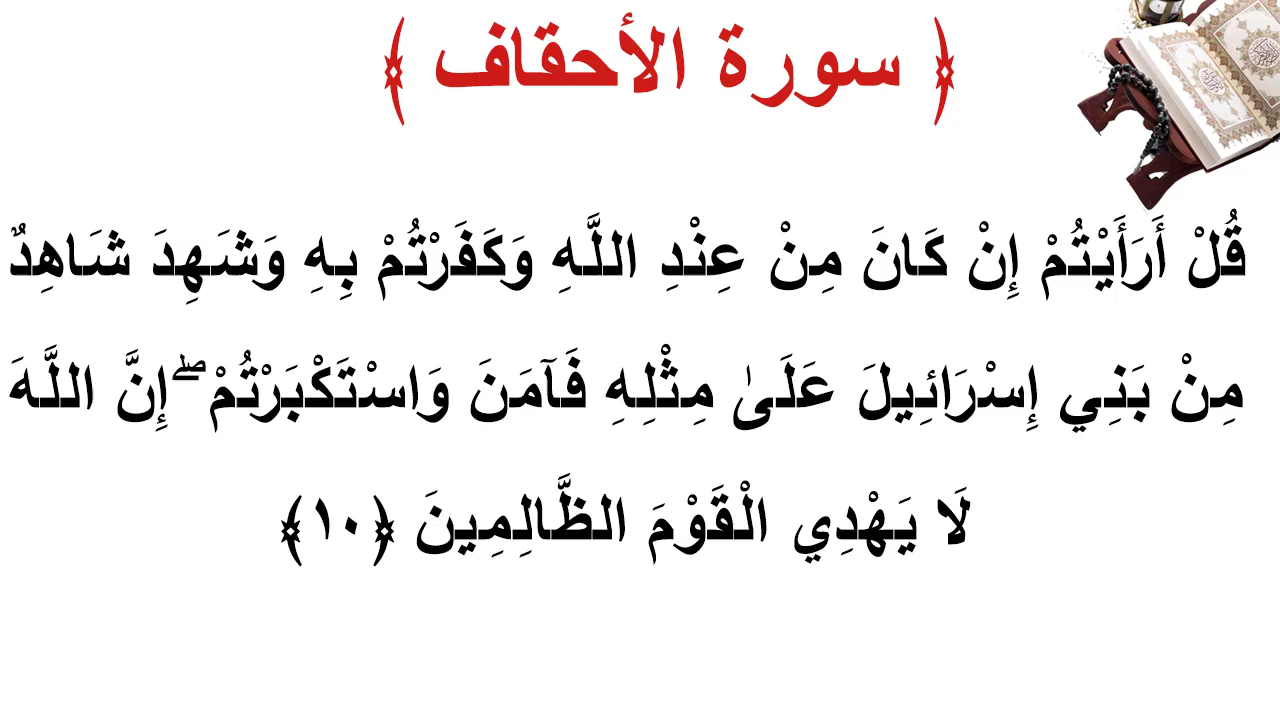 ﴿ سورة الأحقاف ﴾
قُلْ أَرَأَيْتُمْ إِنْ كَانَ مِنْ عِنْدِ اللَّهِ وَكَفَرْتُمْ بِهِ وَشَهِدَ شَاهِدٌ
مِنْ بَنِي إِسْرَائِيلَ عَلَىٰ مِثْلِهِ فَآمَنَ وَاسْتَكْبَرْتُمْ ۖ إِنَّ اللَّهَ
لَا يَهْدِي الْقَوْمَ الظَّالِمِينَ ﴿١٠﴾